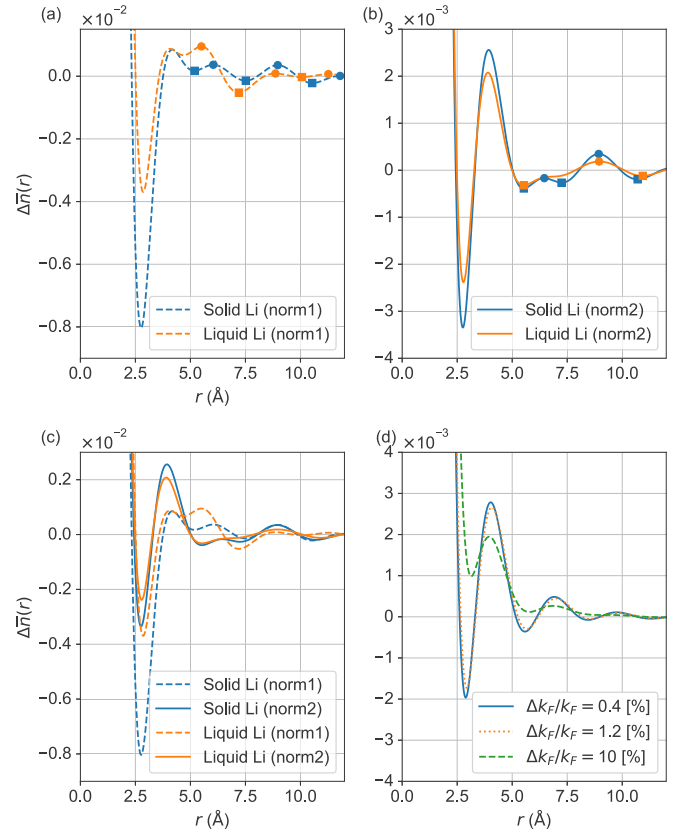 (a)
×10⁻²
0.0
−0.2
−0.4
−0.6
−0.8
Δn̅(r)
0.0 2.5 5.0 7.5 10.0
r (Å)
Solid Li (norm1)
Liquid Li (norm1)
(b)
×10⁻³
3
2
1
0
−1
−2
−3
−4
0.0 2.5 5.0 7.5 10.0
Solid Li (norm2)
Liquid Li (norm2)
(c)
×10⁻²
0.2
0.0
−0.2
−0.4
−0.6
−0.8
Δn̅(r)
0.0 2.5 5.0 7.5 10.0
r (Å)
Solid Li (norm1)
Solid Li (norm2)
Liquid Li (norm1)
Liquid Li (norm2)
(d)
×10⁻³
4
3
2
1
0
−1
−2
−3
−4
0.0 2.5 5.0 7.5 10.0
r (Å)
Δk_F/k_F = 0.4 [%]
Δk_F/k_F = 1.2 [%]
Δk_F/k_F = 10 [%]